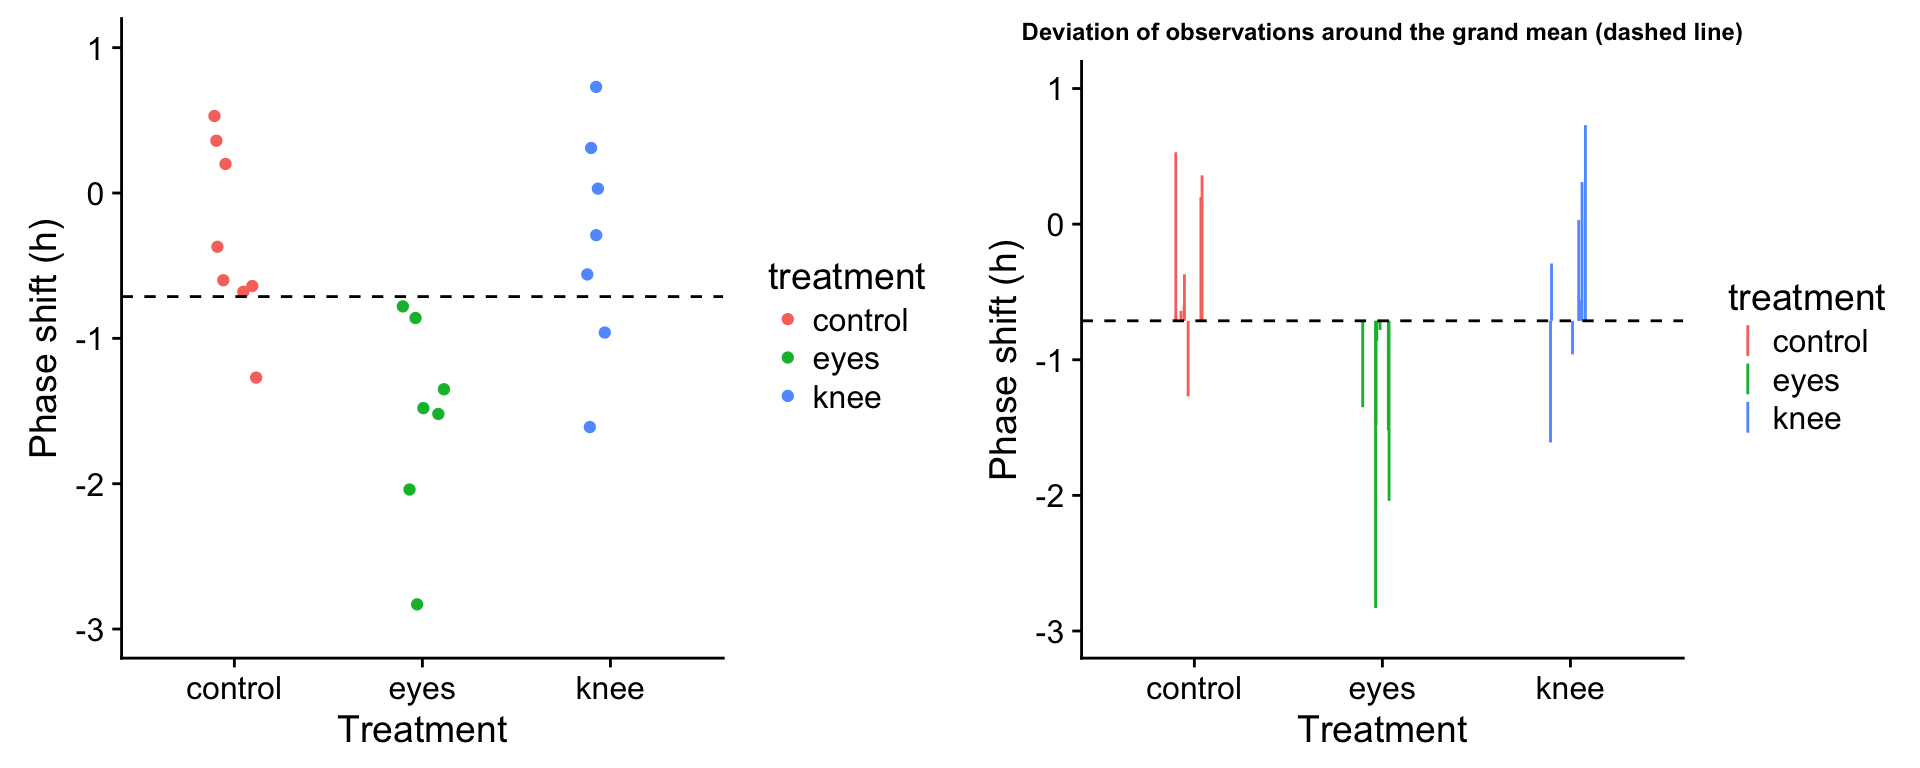 1
0
-1
-2
-3
Phase shift (h)
control
eyes
knee
Treatment
treatment
control
eyes
knee
Deviation of observations around the grand mean (dashed line)
1
0
-1
-2
-3
Phase shift (h)
control
eyes
knee
Treatment
treatment
control
eyes
knee